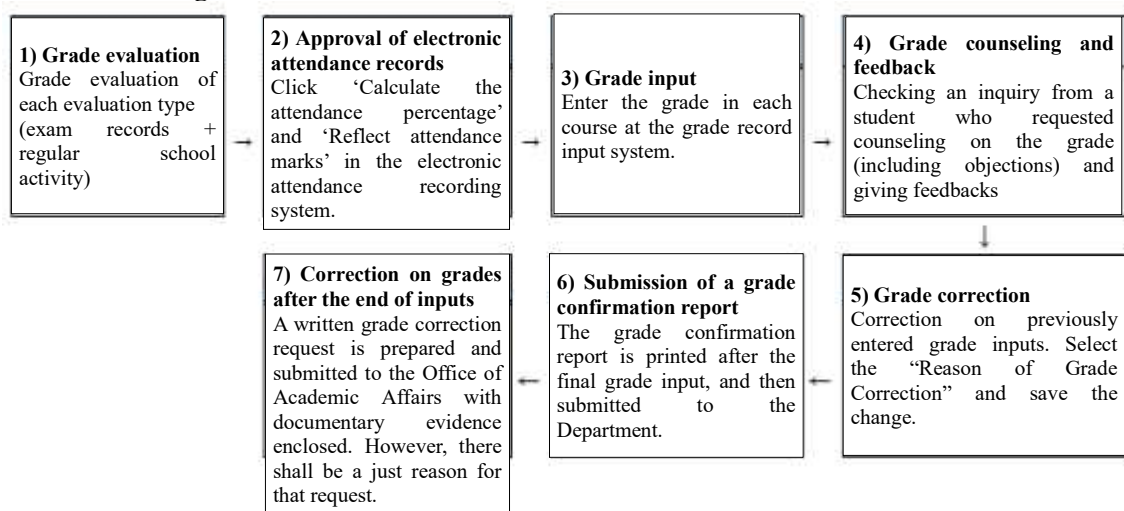 1) Grade evaluation
Grade evaluation of
each evaluation type
(exam records +
regular school
activity)
→
2) Approval of electronic
attendance records
Click ‘Calculate the
attendance percentage’
and ‘Reflect attendance
marks’ in the electronic
attendance recording
system.
→
3) Grade input
Enter the grade in each
course at the grade record
input system.
→
4) Grade counseling and
feedback
Checking an inquiry from a
student who requested
counseling on the grade
(including objections) and
giving feedbacks
↓
5) Grade correction
Correction on previously
entered grade inputs. Select
the “Reason of Grade
Correction” and save the
change.
←
6) Submission of a grade
confirmation report
The grade confirmation
report is printed after the
final grade input, and then
submitted to the
Department.
←
7) Correction on grades
after the end of inputs
A written grade correction
request is prepared and
submitted to the Office of
Academic Affairs with
documentary evidence
enclosed. However, there
shall be a just reason for
that request.